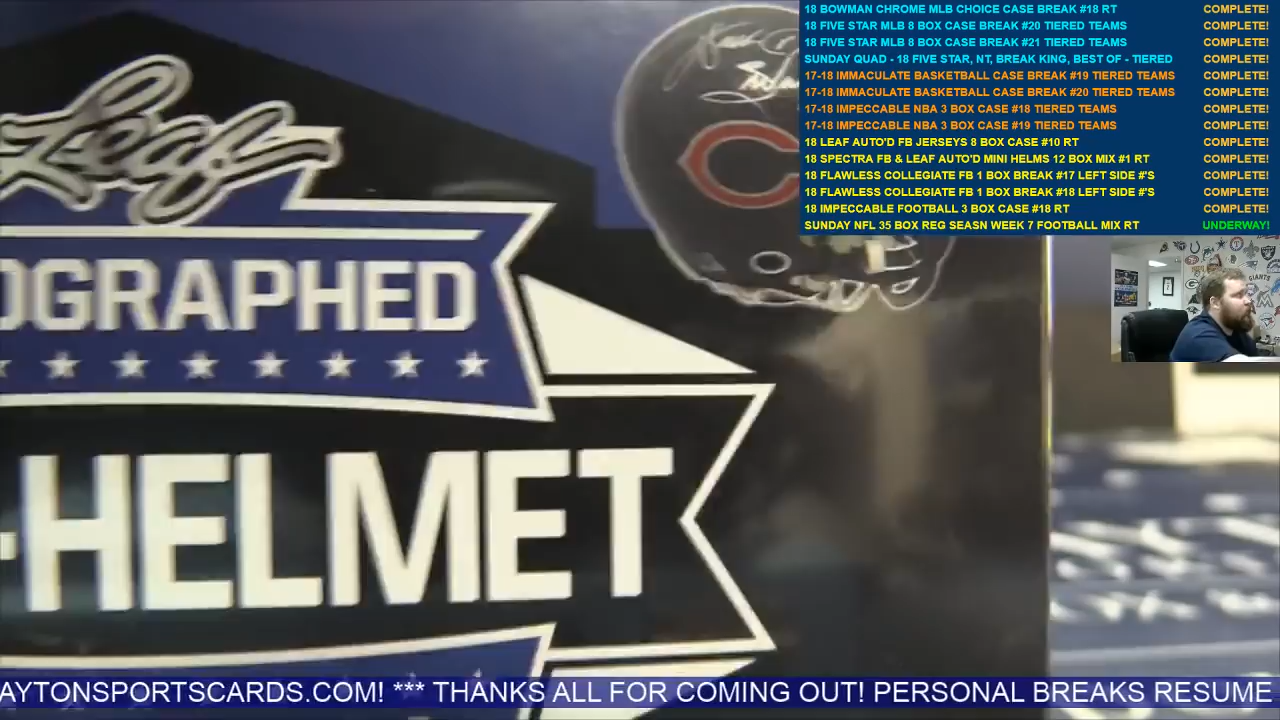 18 BOWMAN CHROME MLB CHOICE CASE BREAK #18 RT COMPLETE!
18 FIVE STAR MLB 8 BOX CASE BREAK #20 TIERED TEAMS COMPLETE!
18 FIVE STAR MLB 8 BOX CASE BREAK #21 TIERED TEAMS COMPLETE!
SUNDAY QUAD - 18 FIVE STAR, NT, BREAK KING, BEST OF - TIERED COMPLETE!
17-18 IMMACULATE BASKETBALL CASE BREAK #19 TIERED TEAMS COMPLETE!
17-18 IMMACULATE BASKETBALL CASE BREAK #20 TIERED TEAMS COMPLETE!
17-18 IMPECCABLE NBA 3 BOX CASE #18 TIERED TEAMS COMPLETE!
17-18 IMPECCABLE NBA 3 BOX CASE #19 TIERED TEAMS COMPLETE!
18 LEAF AUTO'D FB JERSEYS 8 BOX CASE #10 RT COMPLETE!
18 SPECTRA FB & LEAF AUTO'D MINI HELMS 12 BOX MIX #1 RT COMPLETE!
18 FLAWLESS COLLEGIATE FB 1 BOX BREAK #17 LEFT SIDE #'S COMPLETE!
18 FLAWLESS COLLEGIATE FB 1 BOX BREAK #18 LEFT SIDE #'S COMPLETE!
18 IMPECCABLE FOOTBALL 3 BOX CASE #18 RT COMPLETE!
SUNDAY NFL 35 BOX REG SEASN WEEK 7 FOOTBALL MIX RT UNDERWAY!
Leaf
OGRAPHED
-HELMET
AYTONSPORTSCARDS.COM! *** THANKS ALL FOR COMING OUT! PERSONAL BREAKS RESUME